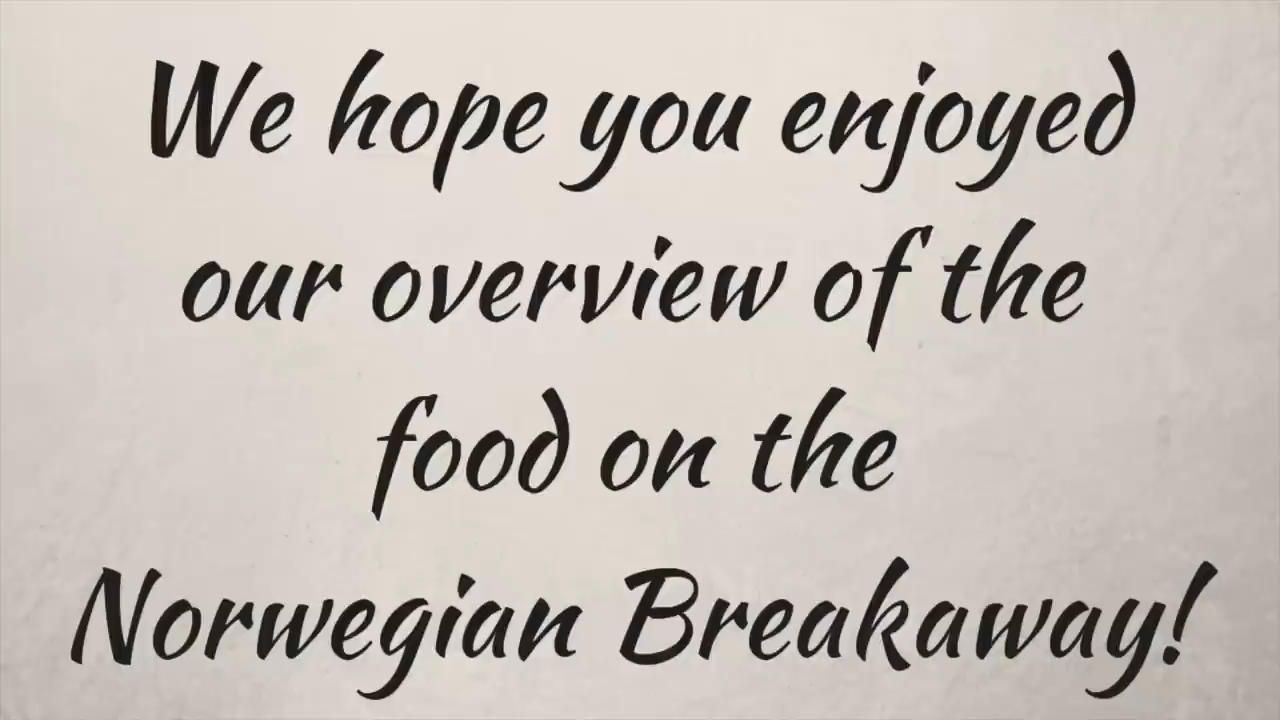 We hope you enjoyed
our overview of the
food on the
Norwegian Breakaway!